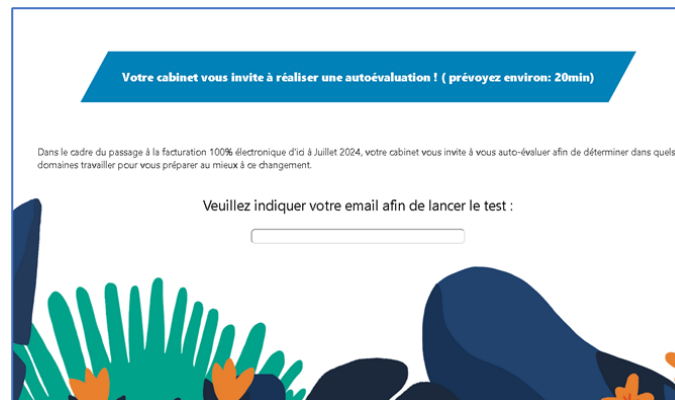 Votre cabinet vous invite à réaliser une autoévaluation ! ( prévoyez environ: 20min)
Dans le cadre du passage à la facturation 100% électronique d'ici à Juillet 2024, votre cabinet vous invite à vous auto-évaluer afin de déterminer dans quels
domaines travailler pour vous préparer au mieux à ce changement.
Veuillez indiquer votre email afin de lancer le test :